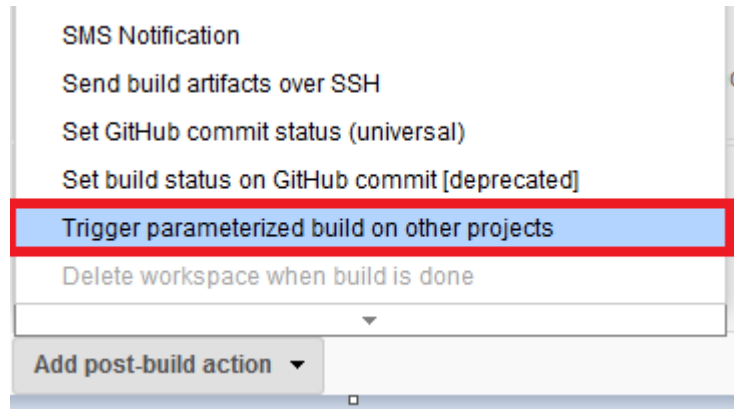 SMS Notification
Send build artifacts over SSH
Set GitHub commit status (universal)
Set build status on GitHub commit [deprecated]
Trigger parameterized build on other projects
Delete workspace when build is done
Add post-build action